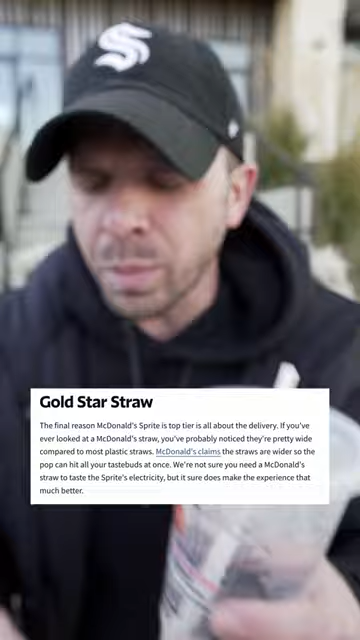 Gold Star Straw
The final reason McDonald's Sprite is top tier is all about the delivery. If you've
ever looked at a McDonald's straw, you've probably noticed they're pretty wide
compared to most plastic straws. McDonald's claims the straws are wider so the
pop can hit all your tastebuds at once. We're not sure you need a McDonald's
straw to taste the Sprite's electricity, but it sure does make the experience that
much better.